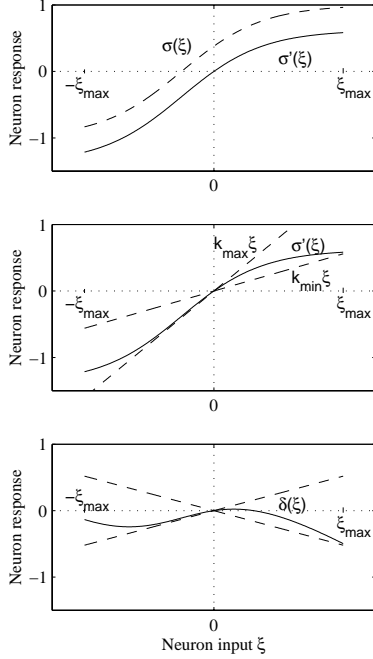 1
σ(ξ)
σ'(ξ)
0
−ξmax
ξmax
−1
0
Neuron response
1
kmaxξ
σ'(ξ)
kminξ
0
−ξmax
ξmax
−1
0
Neuron response
1
−ξmax
δ(ξ)
0
ξmax
−1
0
Neuron response
Neuron input ξ